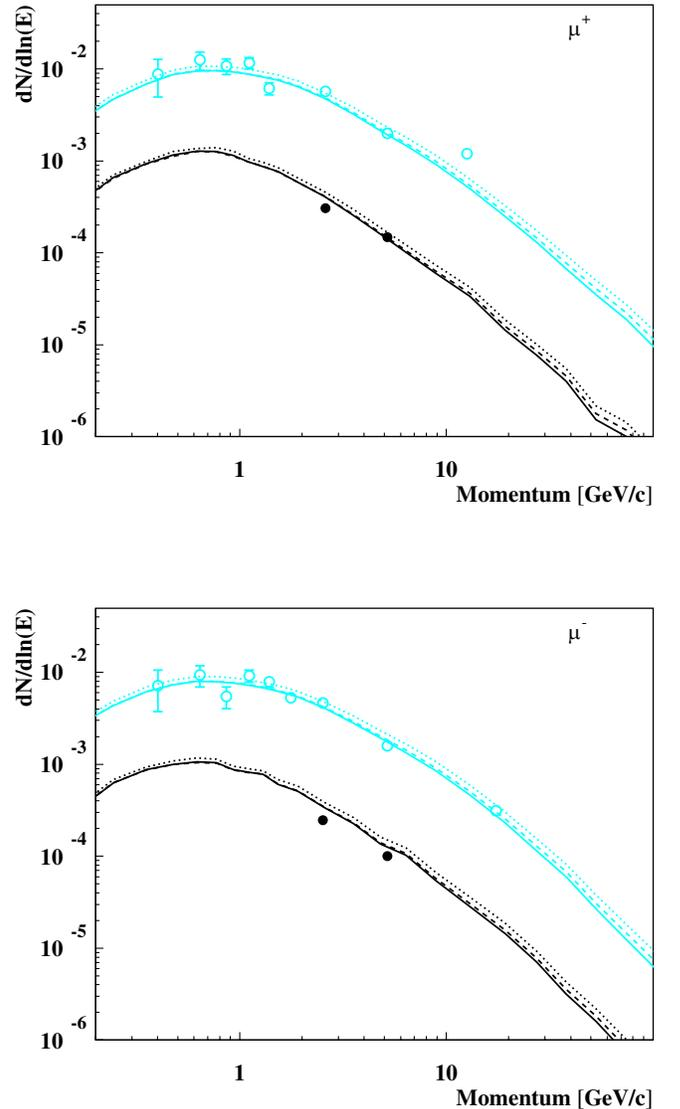 dN/dln(E)
μ⁺
10⁻²
10⁻³
10⁻⁴
10⁻⁵
10⁻⁶
1 10
Momentum [GeV/c]
dN/dln(E)
μ⁻
10⁻²
10⁻³
10⁻⁴
10⁻⁵
10⁻⁶
1 10
Momentum [GeV/c]